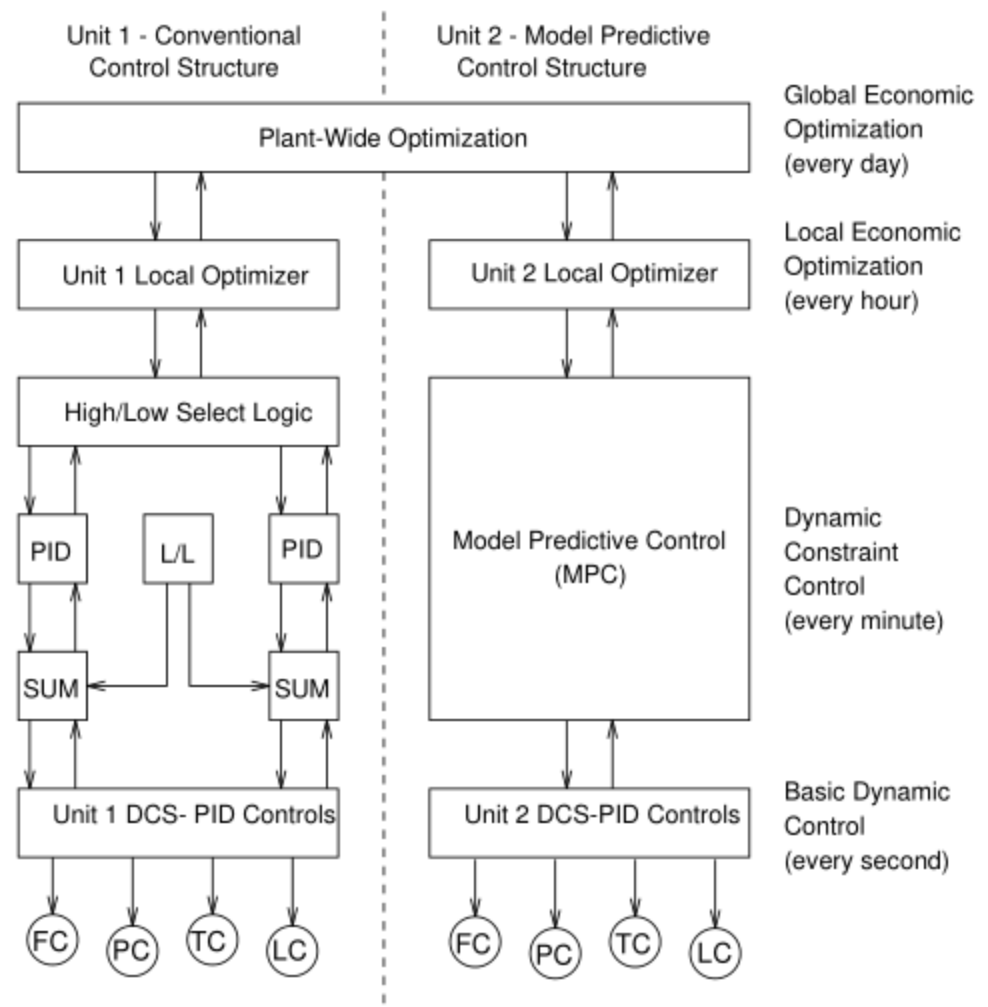 Unit 1 - Conventional
Control Structure
Unit 2 - Model Predictive
Control Structure
Plant-Wide Optimization
Global Economic
Optimization
(every day)
Unit 1 Local Optimizer
Unit 2 Local Optimizer
Local Economic
Optimization
(every hour)
High/Low Select Logic
PID
L/L
PID
SUM
SUM
Model Predictive Control
(MPC)
Dynamic
Constraint
Control
(every minute)
Unit 1 DCS- PID Controls
Unit 2 DCS-PID Controls
Basic Dynamic
Control
(every second)
FC
PC
TC
LC
FC
PC
TC
LC